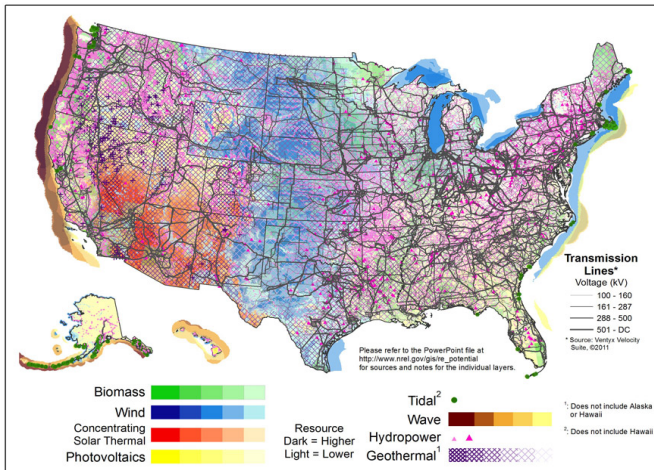 Transmission
Lines*
Voltage (kV)
100 - 160
161 - 287
288 - 500
501 - DC
* Source: Ventyx Velocity
Suite, ©2011
Please refer to the PowerPoint file at
http://www.nrel.gov/gis/re_potential
for sources and notes for the individual layers.
Biomass
Wind
Concentrating
Solar Thermal
Photovoltaics
Resource
Dark = Higher
Light = Lower
Tidal2
Wave
Hydropower
Geothermal1
1: Does not include Alaska
or Hawaii
2: Does not include Hawaii